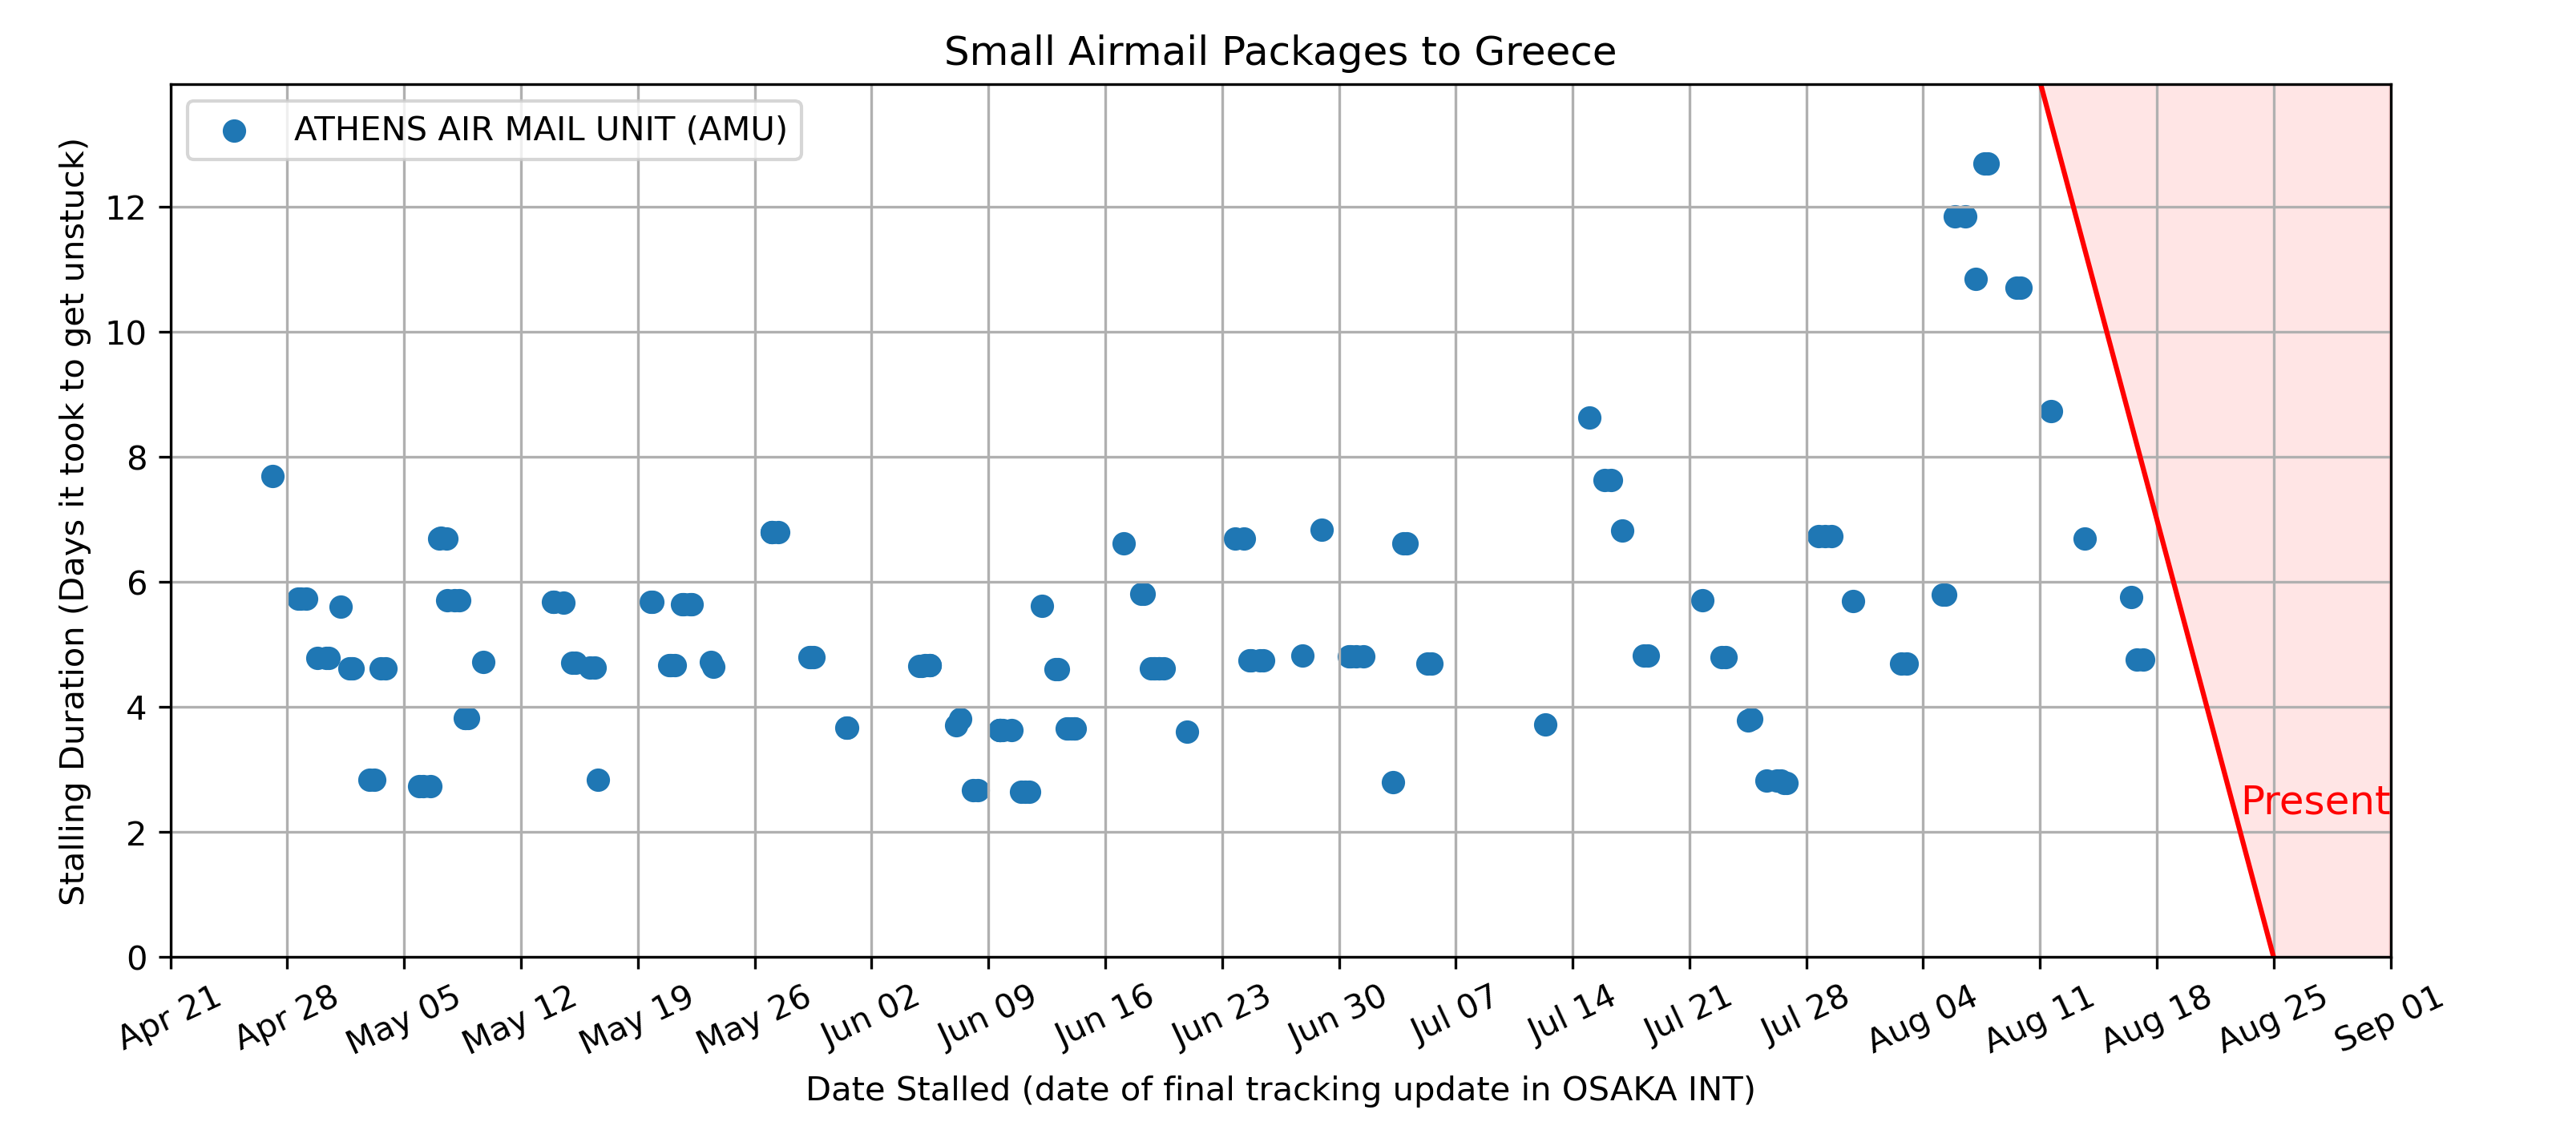 Small Airmail Packages to Greece
ATHENS AIR MAIL UNIT (AMU)
Stalling Duration (Days it took to get unstuck)
12
10
8
6
4
2
0
Present
Apr 21
Apr 28
May 05
May 12
May 19
May 26
Jun 02
Jun 09
Jun 16
Jun 23
Jun 30
Jul 07
Jul 14
Jul 21
Jul 28
Aug 04
Aug 11
Aug 18
Aug 25
Sep 01
Date Stalled (date of final tracking update in OSAKA INT)